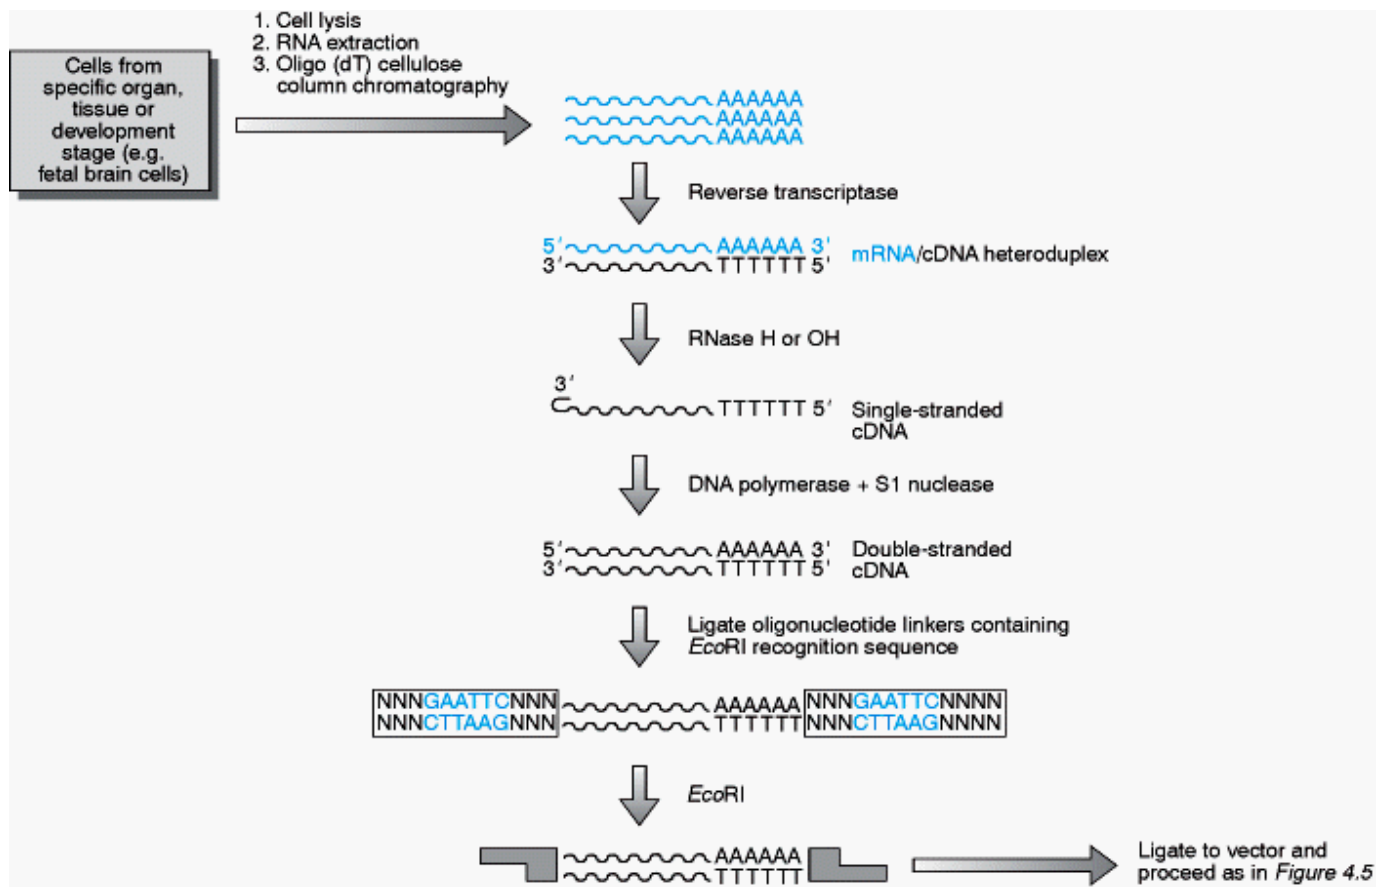 1. Cell lysis
2. RNA extraction
3. Oligo (dT) cellulose
column chromatography
Cells from
specific organ,
tissue or
development
stage (e.g.
fetal brain cells)
AAAAAA
AAAAAA
AAAAAA
Reverse transcriptase
5′ AAAAAA 3′
3′ TTTTTT 5′
mRNA/cDNA heteroduplex
RNase H or OH
3′
TTTTTT 5′
Single-stranded
cDNA
DNA polymerase + S1 nuclease
5′ AAAAAA 3′
3′ TTTTTT 5′
Double-stranded
cDNA
Ligate oligonucleotide linkers containing
EcoRI recognition sequence
NNNGAATTCNNN AAAAAA NNNGAATTCNNNN
NNNCTTAAGNNN TTTTTT NNNCTTAAGNNNN
EcoRI
AAAAAA
TTTTTT
Ligate to vector and
proceed as in Figure 4.5